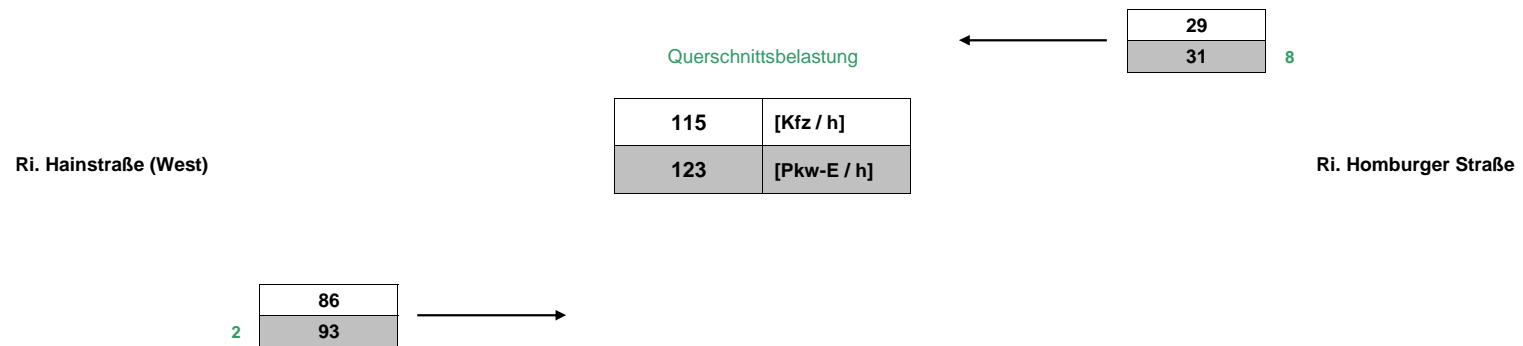 29
31 8
Querschnittsbelastung
115 [Kfz / h]
123 [Pkw-E / h]
Ri. Hainstraße (West)
Ri. Homburger Straße
86
2 93